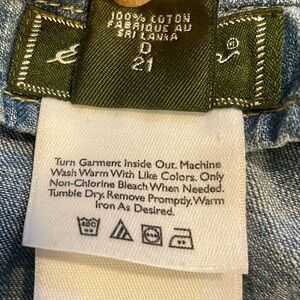 100% COTON
FABRIQUE AU
SRI LANKA
D
21
Turn Garment Inside Out. Machine
Wash Warm With Like Colors. Only
Non-Chlorine Bleach When Needed.
Tumble Dry. Remove Promptly. Warm
Iron As Desired.